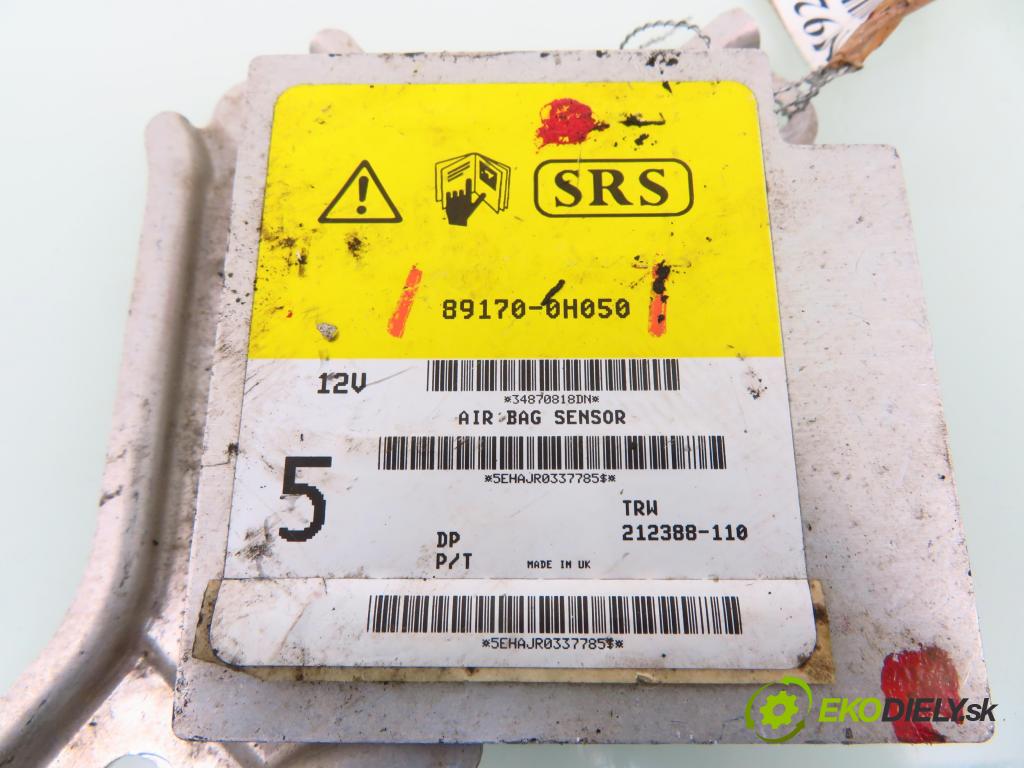 SRS
89170-0H050
12V
*34870818DN*
AIR BAG SENSOR
*5EHAJR0337785$*
5
TRW
DP
212388-110
P/T
MADE IN UK
*5EHAJR0337785$*
EKODIELY.sk